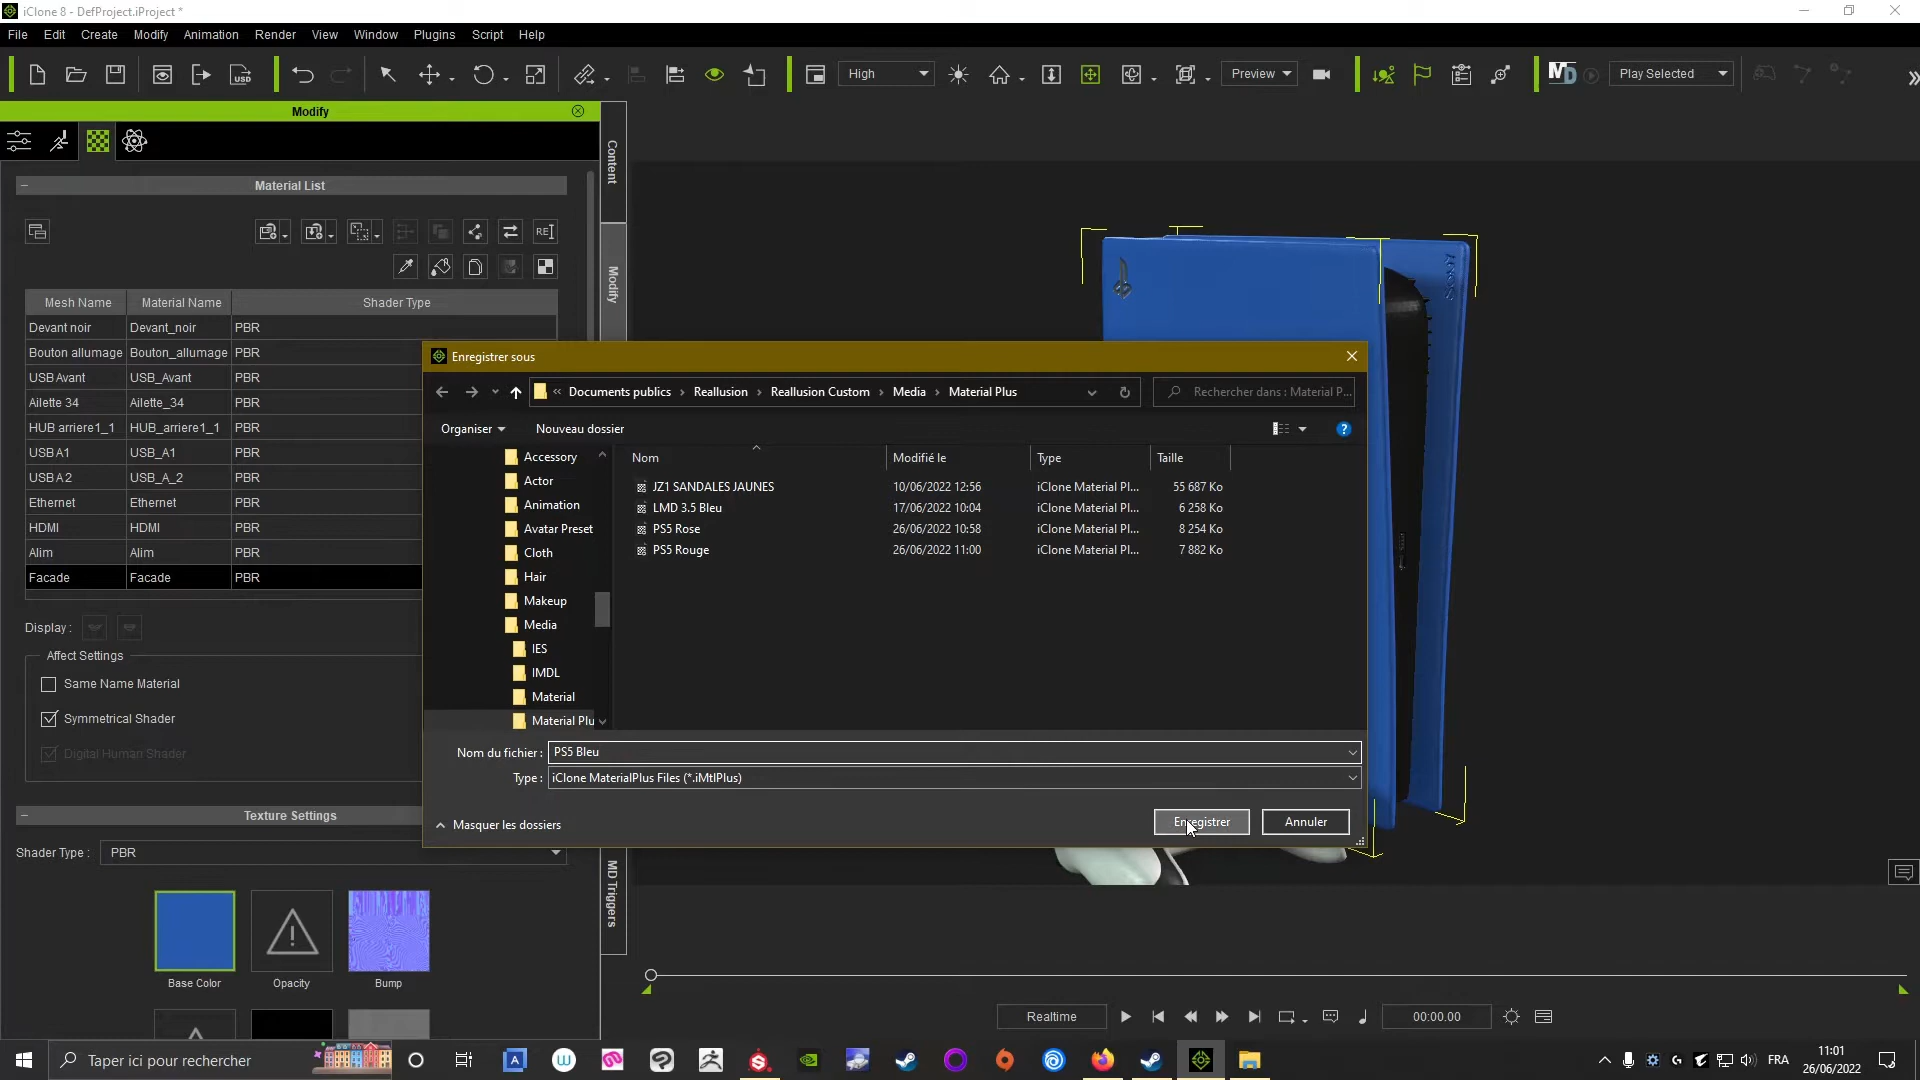 iClone 8 - DefProject.iProject *
File Edit Create Modify Animation Render View Window Plugins Script Help
High Preview Play Selected
Modify
Content
Modify
MD Triggers
Material List
Mesh Name Material Name Shader Type
Devant noir Devant_noir PBR
Bouton allumage Bouton_allumage PBR
USB Avant USB_Avant PBR
Ailette 34 Ailette_34 PBR
HUB arriere1_1 HUB_arriere1_1 PBR
USB A1 USB_A1 PBR
USB A 2 USB_A_2 PBR
Ethernet Ethernet PBR
HDMI HDMI PBR
Alim Alim PBR
Facade Facade PBR
Display :
Affect Settings
Same Name Material
Symmetrical Shader
Digital Human Shader
Texture Settings
Shader Type : PBR
Base Color Opacity Bump
Enregistrer sous
« Documents publics › Reallusion › Reallusion Custom › Media › Material Plus
Rechercher dans : Material P...
Organiser Nouveau dossier
Accessory
Actor
Animation
Avatar Preset
Cloth
Hair
Makeup
Media
IES
IMDL
Material
Material Plu
Nom Modifié le Type Taille
JZ1 SANDALES JAUNES 10/06/2022 12:56 iClone Material Pl... 55 687 Ko
LMD 3.5 Bleu 17/06/2022 10:04 iClone Material Pl... 6 258 Ko
PS5 Rose 26/06/2022 10:58 iClone Material Pl... 8 254 Ko
PS5 Rouge 26/06/2022 11:00 iClone Material Pl... 7 882 Ko
Nom du fichier : PS5 Bleu
Type : iClone MaterialPlus Files (*.iMtlPlus)
Masquer les dossiers
Enregistrer Annuler
SONY
Realtime 00:00.00
Taper ici pour rechercher
FRA
11:01
26/06/2022